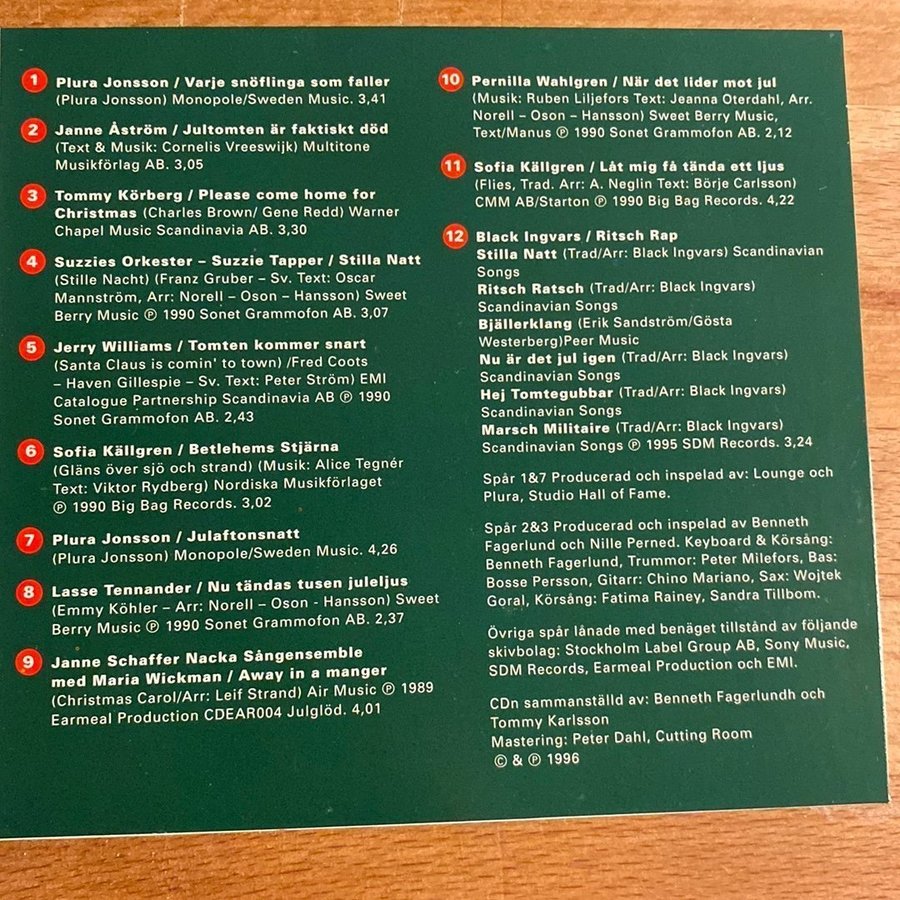 1 Plura Jonsson / Varje snöflinga som faller
(Plura Jonsson) Monopole/Sweden Music. 3,41
2 Janne Åström / Jultomten är faktiskt död
(Text & Musik: Cornelis Vreeswijk) Multitone
Musikförlag AB. 3,05
3 Tommy Körberg / Please come home for
Christmas (Charles Brown/ Gene Redd) Warner
Chapel Music Scandinavia AB. 3,30
4 Suzzies Orkester – Suzzie Tapper / Stilla Natt
(Stille Nacht) (Franz Gruber – Sv. Text: Oscar
Mannström, Arr: Norell – Oson – Hansson) Sweet
Berry Music ℗ 1990 Sonet Grammofon AB. 3,07
5 Jerry Williams / Tomten kommer snart
(Santa Claus is comin' to town) /Fred Coots
– Haven Gillespie – Sv. Text: Peter Ström) EMI
Catalogue Partnership Scandinavia AB ℗ 1990
Sonet Grammofon AB. 2,43
6 Sofia Källgren / Betlehems Stjärna
(Gläns över sjö och strand) (Musik: Alice Tegnér
Text: Viktor Rydberg) Nordiska Musikförlaget
℗ 1990 Big Bag Records. 3,02
7 Plura Jonsson / Julaftonsnatt
(Plura Jonsson) Monopole/Sweden Music. 4,26
8 Lasse Tennander / Nu tändas tusen juleljus
(Emmy Köhler – Arr: Norell – Oson - Hansson) Sweet
Berry Music ℗ 1990 Sonet Grammofon AB. 2,37
9 Janne Schaffer Nacka Sångensemble
med Maria Wickman / Away in a manger
(Christmas Carol/Arr: Leif Strand) Air Music ℗ 1989
Earmeal Production CDEAR004 Julglöd. 4,01
10 Pernilla Wahlgren / När det lider mot jul
(Musik: Ruben Liljefors Text: Jeanna Oterdahl, Arr.
Norell – Oson – Hansson) Sweet Berry Music,
Text/Manus ℗ 1990 Sonet Grammofon AB. 2,12
11 Sofia Källgren / Låt mig få tända ett ljus
(Flies, Trad. Arr: A. Neglin Text: Börje Carlsson)
CMM AB/Starton ℗ 1990 Big Bag Records. 4,22
12 Black Ingvars / Ritsch Rap
Stilla Natt (Trad/Arr: Black Ingvars) Scandinavian
Songs
Ritsch Ratsch (Trad/Arr: Black Ingvars)
Scandinavian Songs
Bjällerklang (Erik Sandström/Gösta
Westerberg)Peer Music
Nu är det jul igen (Trad/Arr: Black Ingvars)
Scandinavian Songs
Hej Tomtegubbar (Trad/Arr: Black Ingvars)
Scandinavian Songs
Marsch Militaire (Trad/Arr: Black Ingvars)
Scandinavian Songs ℗ 1995 SDM Records. 3,24
Spår 1&7 Producerad och inspelad av: Lounge och
Plura, Studio Hall of Fame.
Spår 2&3 Producerad och inspelad av Benneth
Fagerlund och Nille Perned. Keyboard & Körsång:
Benneth Fagerlund, Trummor: Peter Milefors, Bas:
Bosse Persson, Gitarr: Chino Mariano, Sax: Wojtek
Goral, Körsång: Fatima Rainey, Sandra Tillbom.
Övriga spår lånade med benäget tillstånd av följande
skivbolag: Stockholm Label Group AB, Sony Music,
SDM Records, Earmeal Production och EMI.
CDn sammanställd av: Benneth Fagerlundh och
Tommy Karlsson
Mastering: Peter Dahl, Cutting Room
© & ℗ 1996